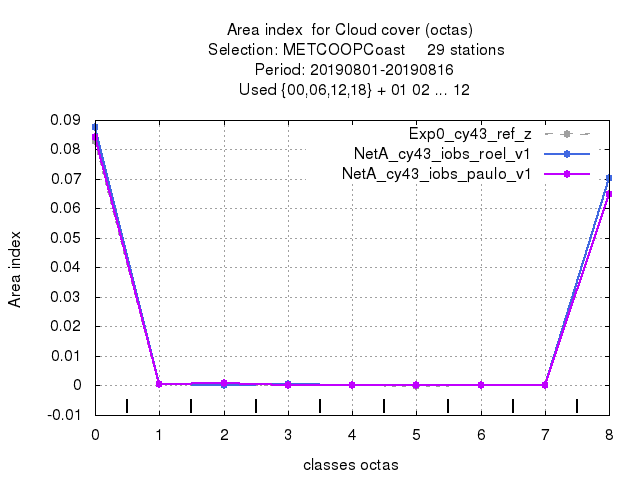 Area index  for Cloud cover (octas)
Selection: METCOOPCoast     29 stations
Period: 20190801-20190816
Used {00,06,12,18} + 01 02 ... 12
Exp0_cy43_ref_z
NetA_cy43_iobs_roel_v1
NetA_cy43_iobs_paulo_v1
0.09
0.08
0.07
0.06
0.05
0.04
0.03
0.02
0.01
0
-0.01
Area index
0 1 2 3 4 5 6 7 8
classes octas